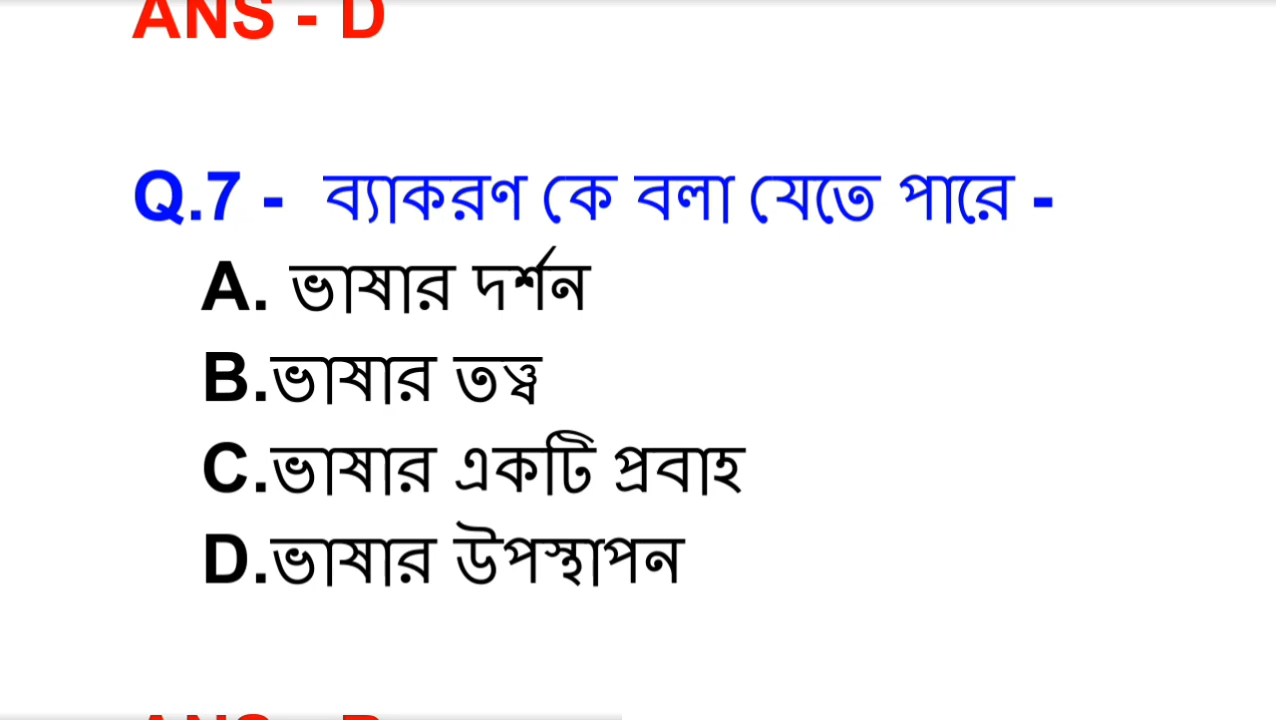 ANS - D
Q.7 - ব্যাকরণ কে বলা যেতে পারে -
A. ভাষার দর্শন
B.ভাষার তত্ত্ব
C.ভাষার একটি প্রবাহ
D.ভাষার উপস্থাপন